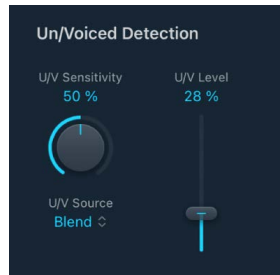 Un/Voiced Detection
U/V Sensitivity
50 %
U/V Level
28 %
U/V Source
Blend